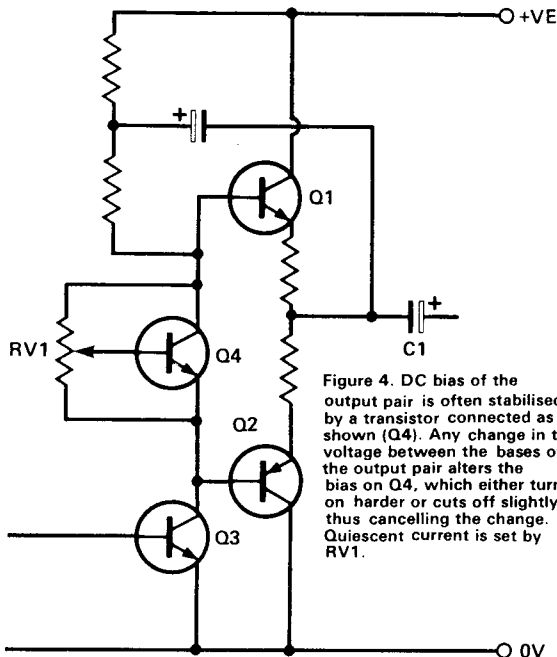 +VE
+
Q1
+
C1
RV1
Q4
Q2
Q3
Figure 4. DC bias of the
output pair is often stabilised
by a transistor connected as
shown (Q4). Any change in
voltage between the bases
the output pair alters the
bias on Q4, which either
on harder or cuts off slightly
thus cancelling the change.
Quiescent current is set by
RV1.
0V